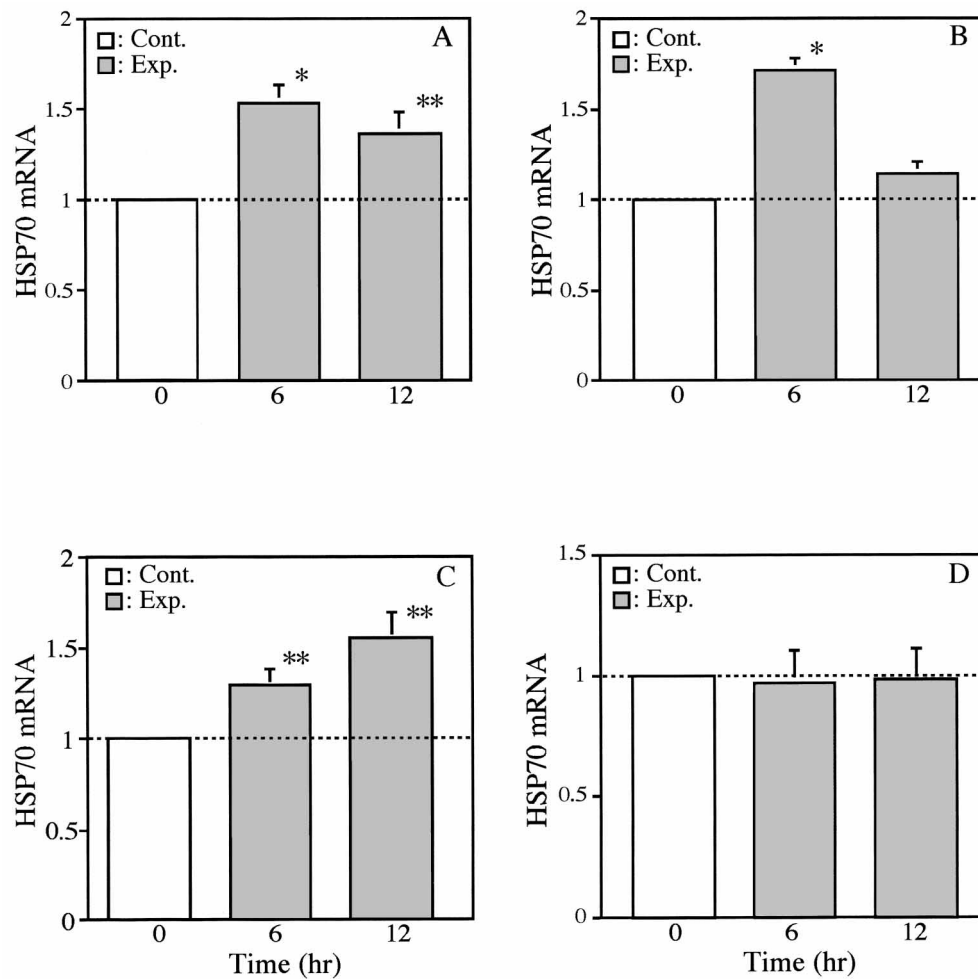 2
: Cont.
: Exp.
A
*
**
1.5
1
0.5
0
HSP70 mRNA
0 6 12
2
: Cont.
: Exp.
B
*
1.5
1
0.5
0
HSP70 mRNA
0 6 12
2
: Cont.
: Exp.
C
**
**
1.5
1
0.5
0
HSP70 mRNA
0 6 12
Time (hr)
1.5
: Cont.
: Exp.
D
1
0.5
0
HSP70 mRNA
0 6 12
Time (hr)